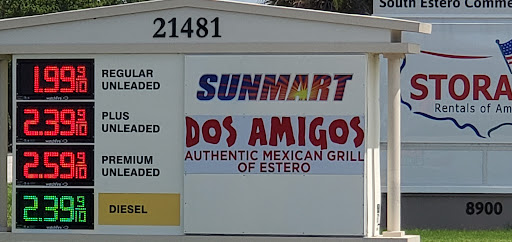 South Estero Comme
21481
1.99 9/10 REGULAR UNLEADED
2.39 9/10 PLUS UNLEADED
2.59 9/10 PREMIUM UNLEADED
2.39 9/10 DIESEL
SUNMART
DOS AMIGOS
AUTHENTIC MEXICAN GRILL
OF ESTERO
STORA
Rentals of Am
8900